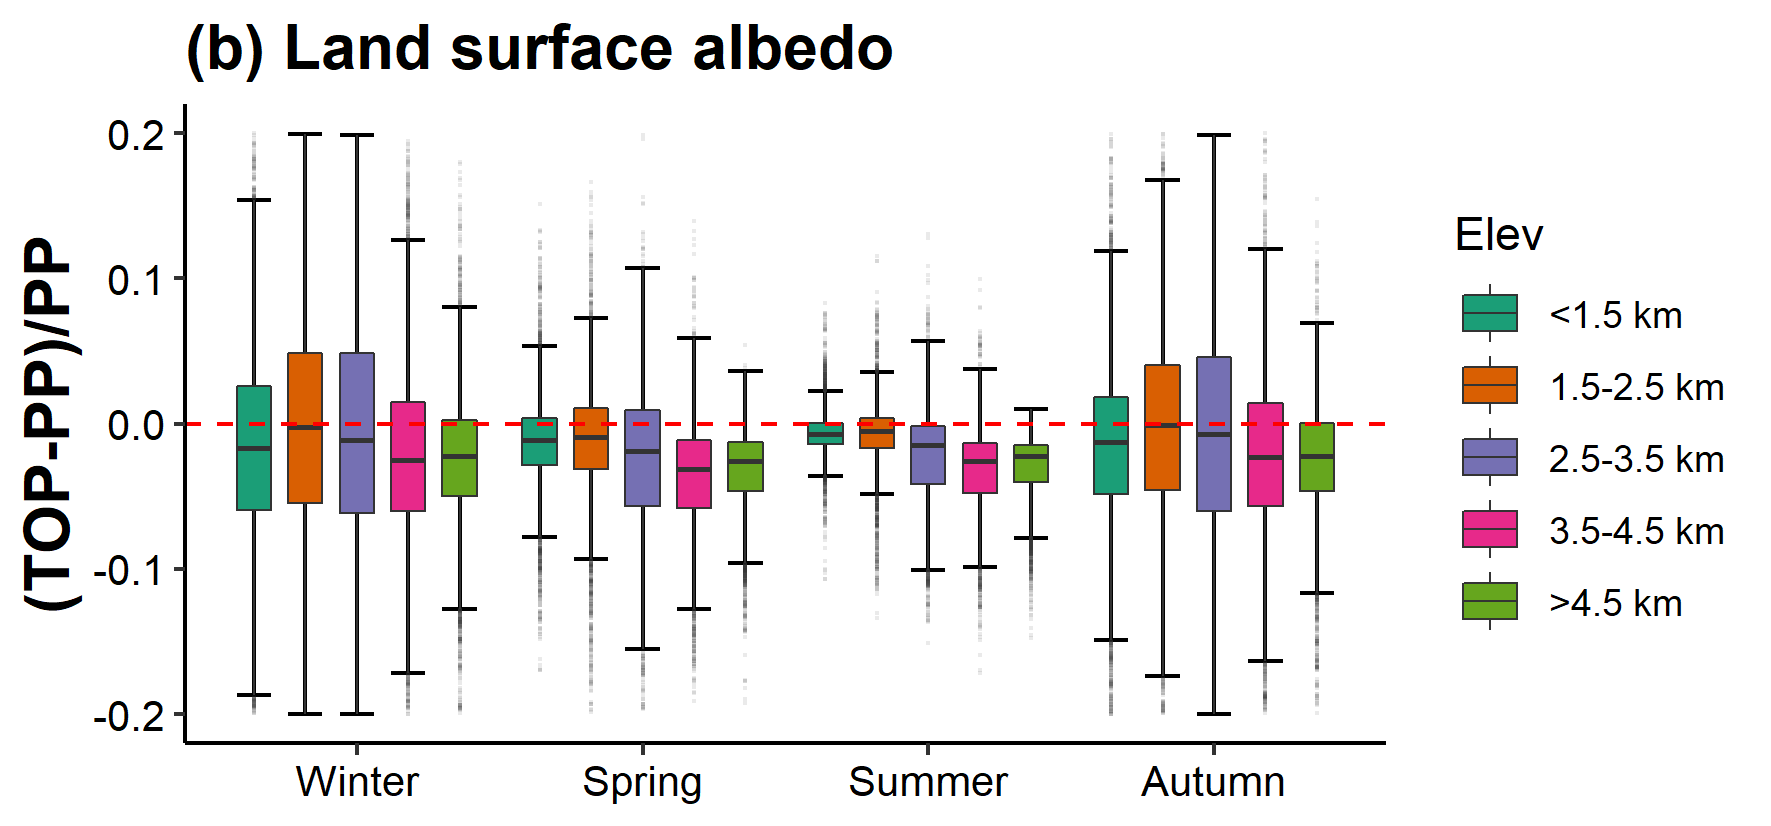 (b) Land surface albedo
(TOP-PP)/PP
0.2
0.1
0.0
-0.1
-0.2
Winter
Spring
Summer
Autumn
Elev
<1.5 km
1.5-2.5 km
2.5-3.5 km
3.5-4.5 km
>4.5 km